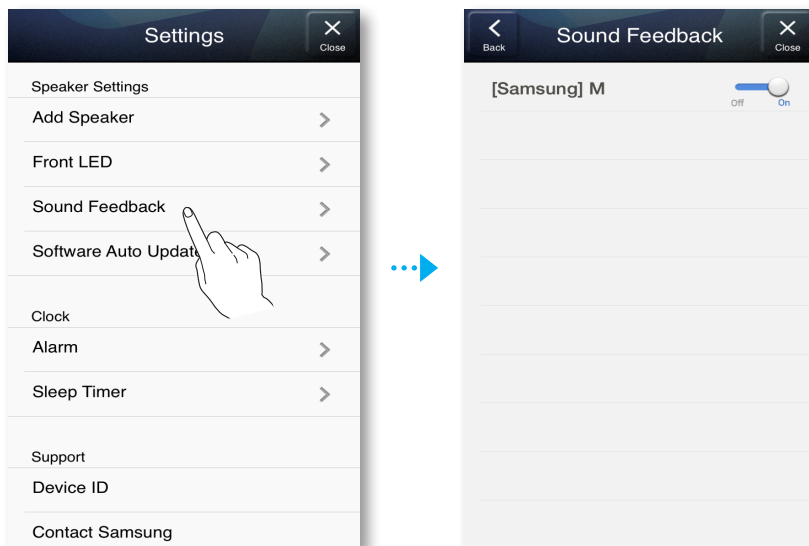 Settings
Close
Speaker Settings
Add Speaker
Front LED
Sound Feedback
Software Auto Update
Clock
Alarm
Sleep Timer
Support
Device ID
Contact Samsung
Back
Sound Feedback
Close
[Samsung] M
Off On